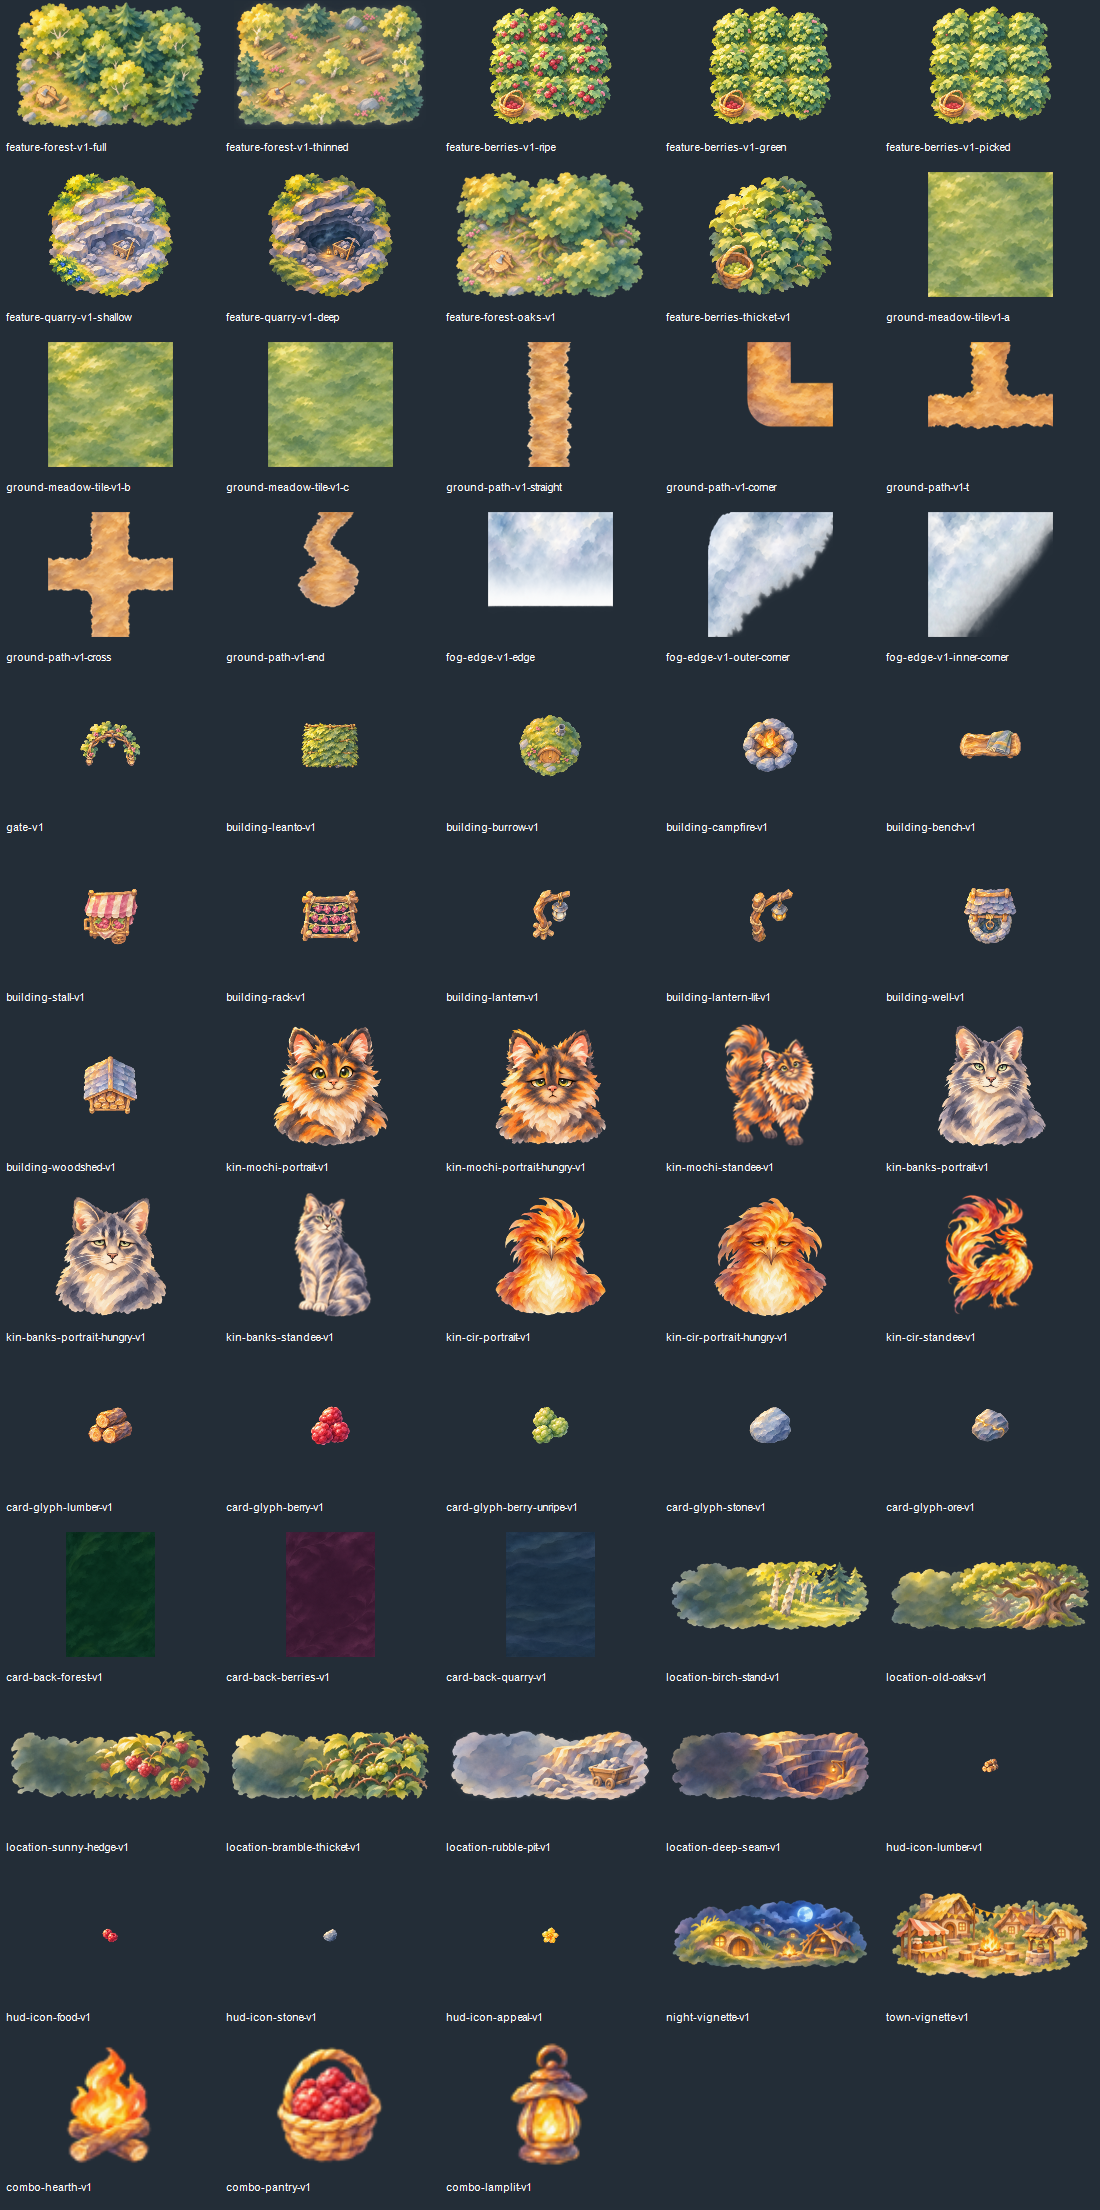 feature-forest-v1-full
feature-forest-v1-thinned
feature-berries-v1-ripe
feature-berries-v1-green
feature-berries-v1-picked
feature-quarry-v1-shallow
feature-quarry-v1-deep
feature-forest-oaks-v1
feature-berries-thicket-v1
ground-meadow-tile-v1-a
ground-meadow-tile-v1-b
ground-meadow-tile-v1-c
ground-path-v1-straight
ground-path-v1-corner
ground-path-v1-t
ground-path-v1-cross
ground-path-v1-end
fog-edge-v1-edge
fog-edge-v1-outer-corner
fog-edge-v1-inner-corner
gate-v1
building-leanto-v1
building-burrow-v1
building-campfire-v1
building-bench-v1
building-stall-v1
building-rack-v1
building-lantern-v1
building-lantern-lit-v1
building-well-v1
building-woodshed-v1
kin-mochi-portrait-v1
kin-mochi-portrait-hungry-v1
kin-mochi-standee-v1
kin-banks-portrait-v1
kin-banks-portrait-hungry-v1
kin-banks-standee-v1
kin-cir-portrait-v1
kin-cir-portrait-hungry-v1
kin-cir-standee-v1
card-glyph-lumber-v1
card-glyph-berry-v1
card-glyph-berry-unripe-v1
card-glyph-stone-v1
card-glyph-ore-v1
card-back-forest-v1
card-back-berries-v1
card-back-quarry-v1
location-birch-stand-v1
location-old-oaks-v1
location-sunny-hedge-v1
location-bramble-thicket-v1
location-rubble-pit-v1
location-deep-seam-v1
hud-icon-lumber-v1
hud-icon-food-v1
hud-icon-stone-v1
hud-icon-appeal-v1
night-vignette-v1
town-vignette-v1
combo-hearth-v1
combo-pantry-v1
combo-lamplit-v1